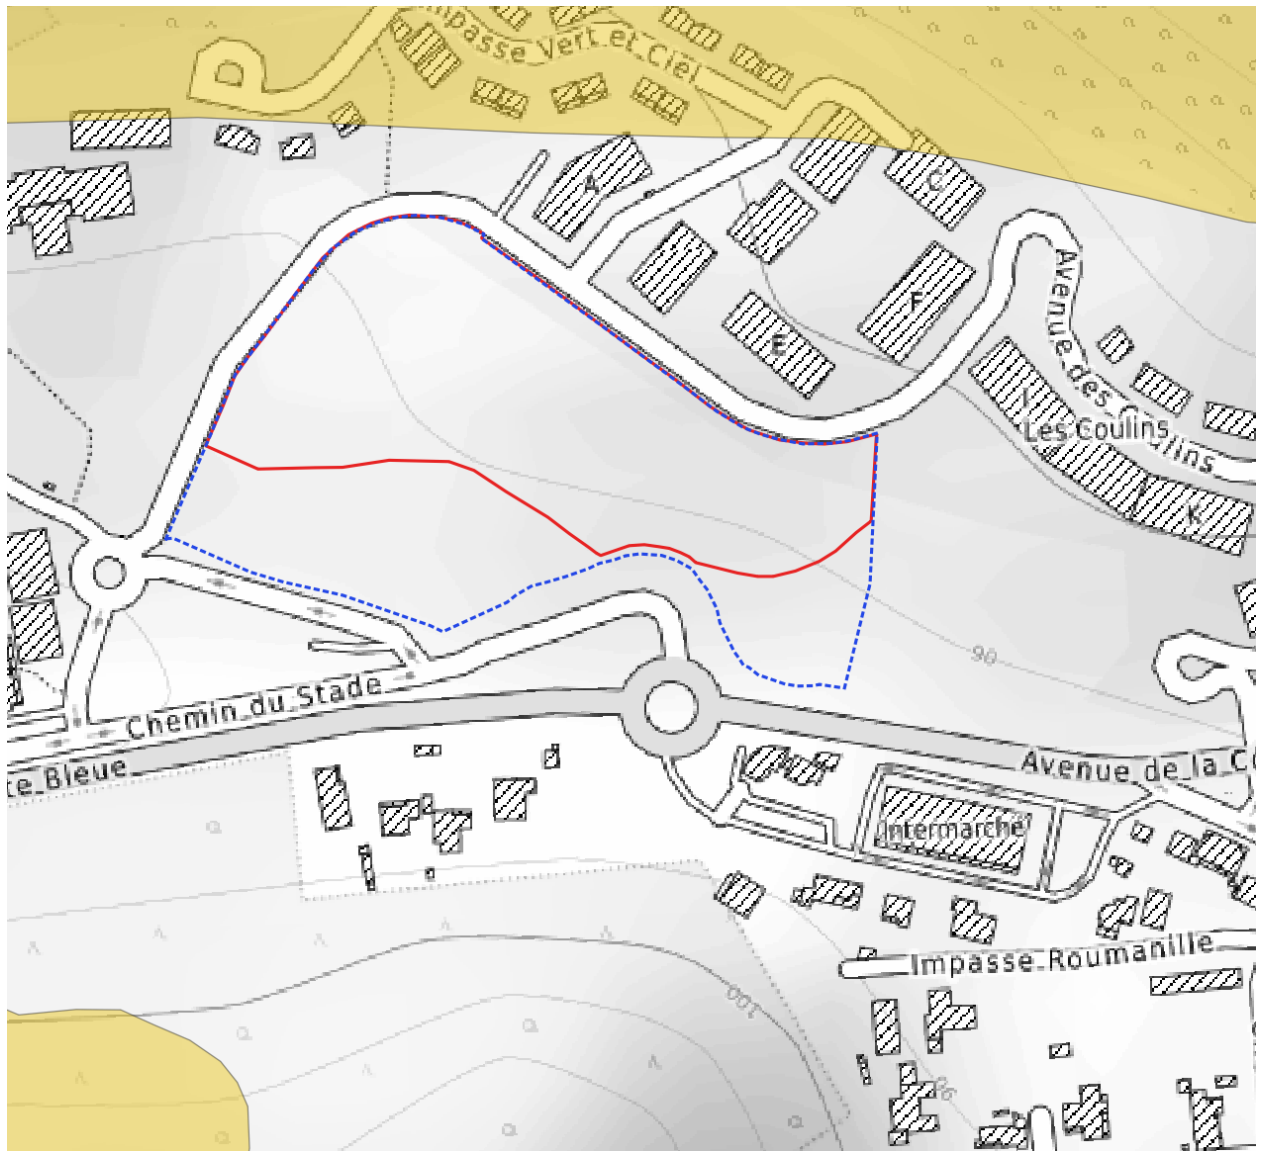 Impasse Vert et Ciel
A
C
F
E
Avenue des Coulins
I
Les Coulins
K
90
Chemin du Stade
te Bleue
Avenue de la C
Intermarché
Impasse Roumanille
100
90